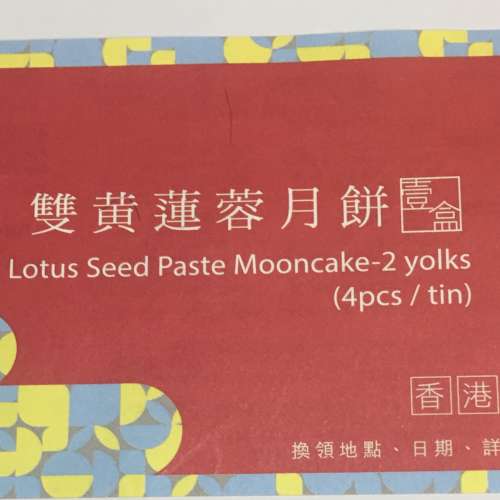 雙黄蓮蓉月餅 壹盒
Lotus Seed Paste Mooncake-2 yolks
(4pcs / tin)
香港
換領地點、日期、詳